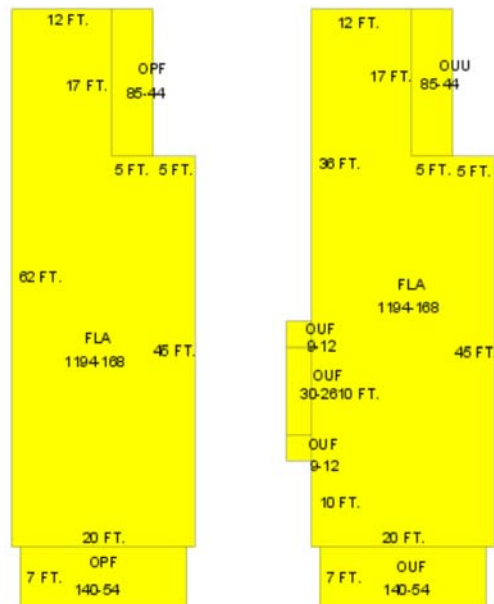 12 FT.
OPF
17 FT.
85-44
5 FT. 5 FT.
62 FT.
FLA
45 FT.
1194-168
20 FT.
OPF
7 FT.
140-54
12 FT.
OUU
17 FT.
85-44
36 FT.
5 FT. 5 FT.
FLA
1194-168
OUF
9-12
45 FT.
OUF
30-2610 FT.
OUF
9-12
10 FT.
20 FT.
OUF
7 FT.
140-54